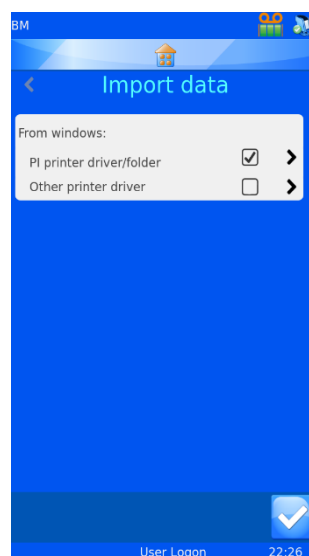 BM
Import data
From windows:
PI printer driver/folder
Other printer driver
User Logon 22:26